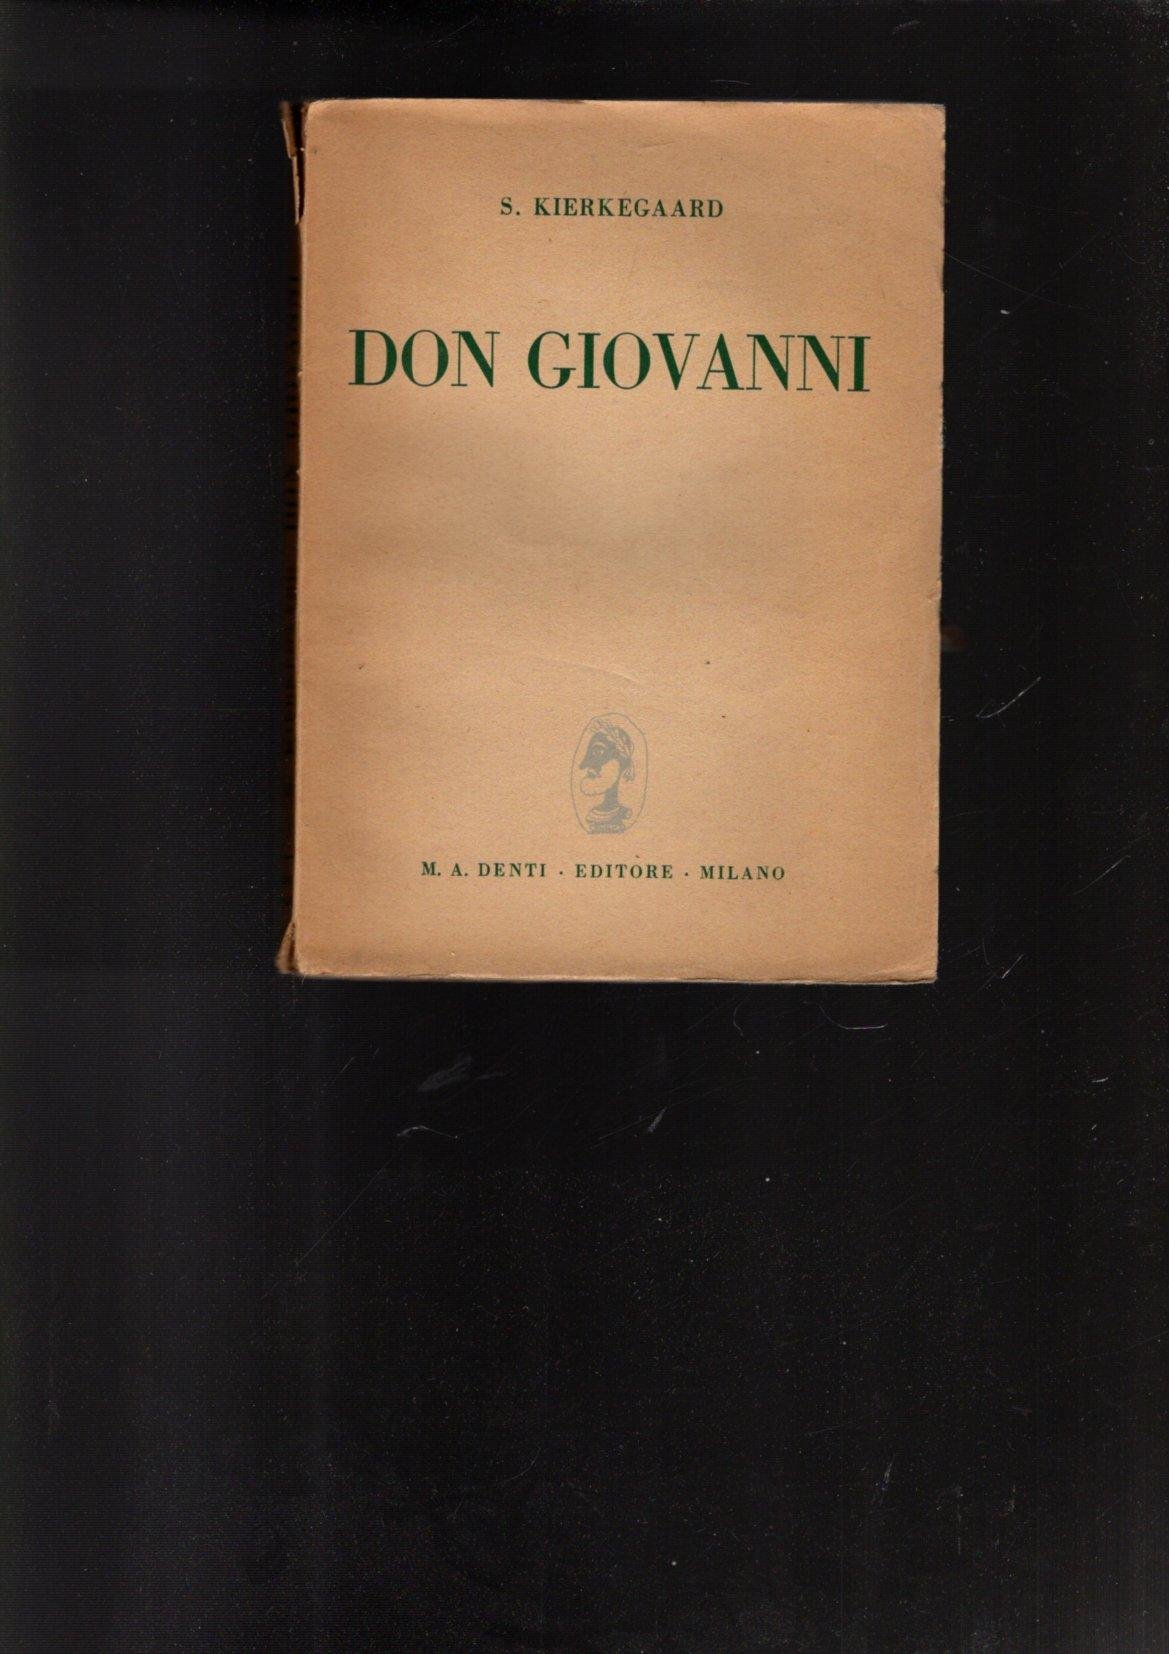 S. KIERKEGAARD
DON GIOVANNI
M. A. DENTI · EDITORE · MILANO